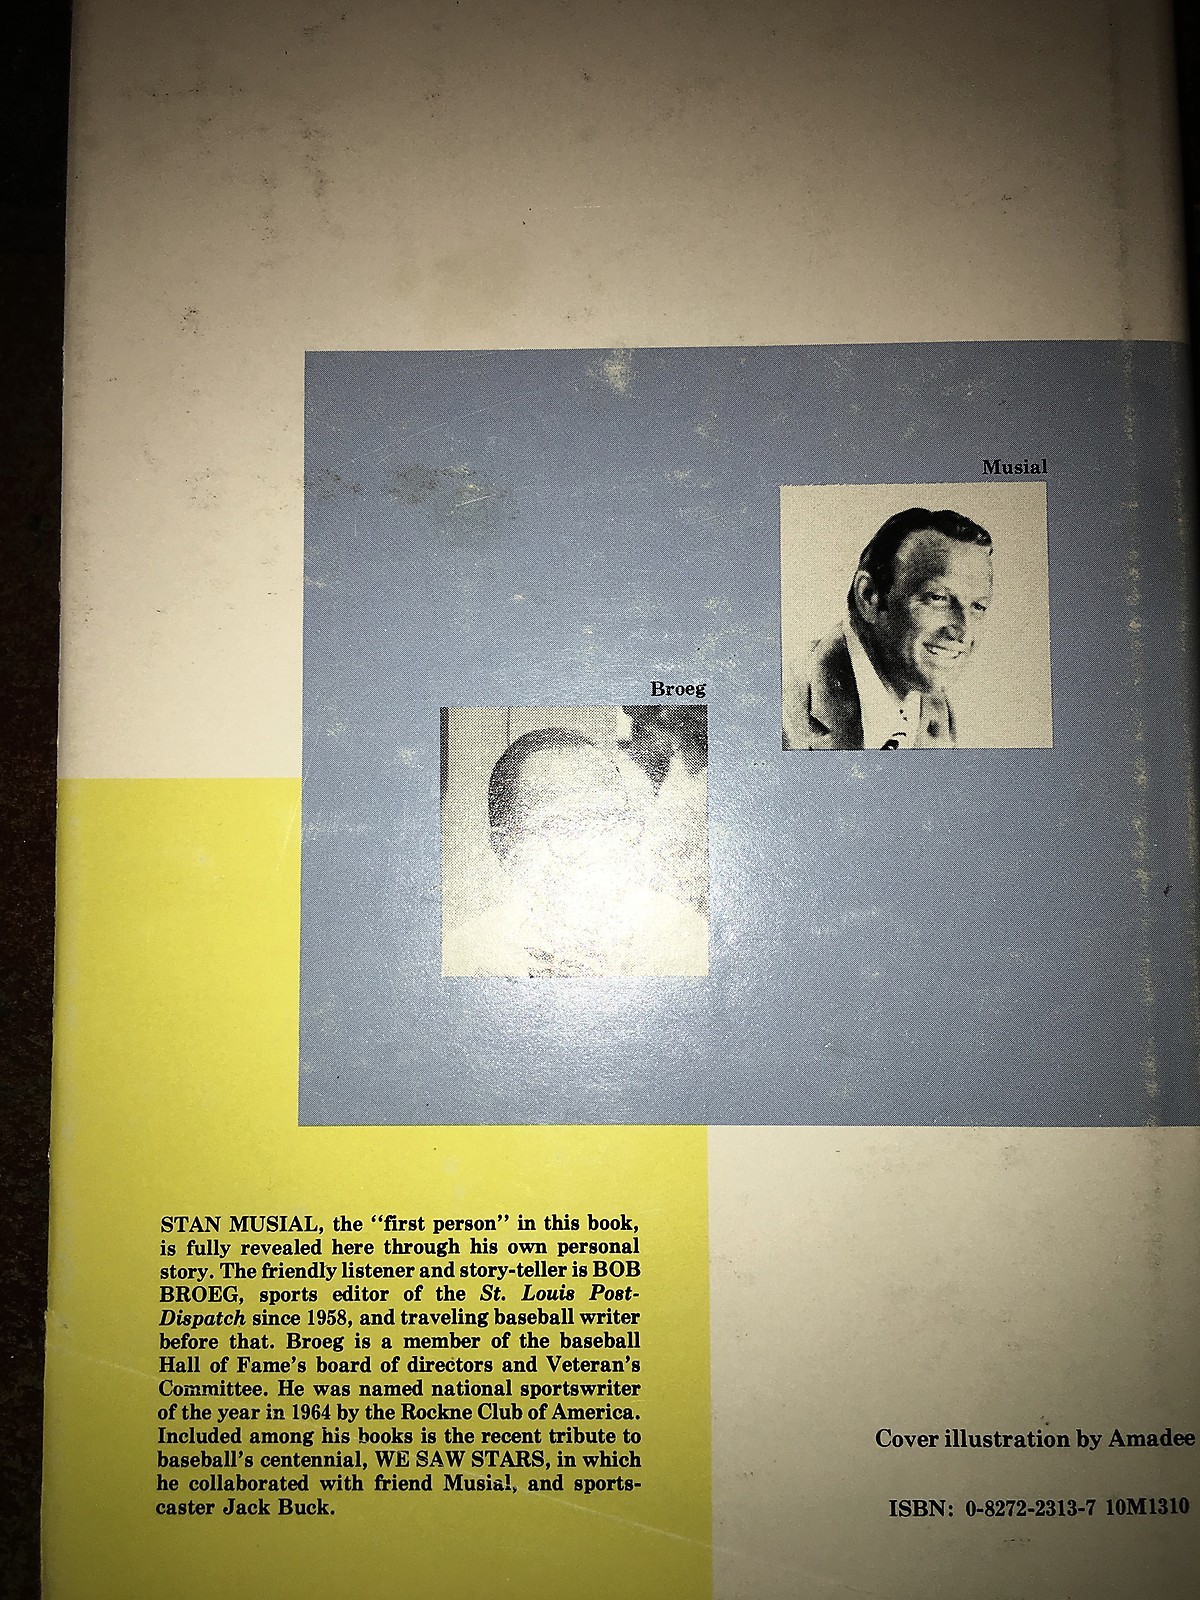 Musial
Broeg
STAN MUSIAL, the “first person” in this book,
is fully revealed here through his own personal
story. The friendly listener and story-teller is BOB
BROEG, sports editor of the St. Louis Post-
Dispatch since 1958, and traveling baseball writer
before that. Broeg is a member of the baseball
Hall of Fame’s board of directors and Veteran’s
Committee. He was named national sportswriter
of the year in 1964 by the Rockne Club of America.
Included among his books is the recent tribute to
baseball’s centennial, WE SAW STARS, in which
he collaborated with friend Musial, and sports-
caster Jack Buck.
Cover illustration by Amadee
ISBN: 0-8272-2313-7 10M1310